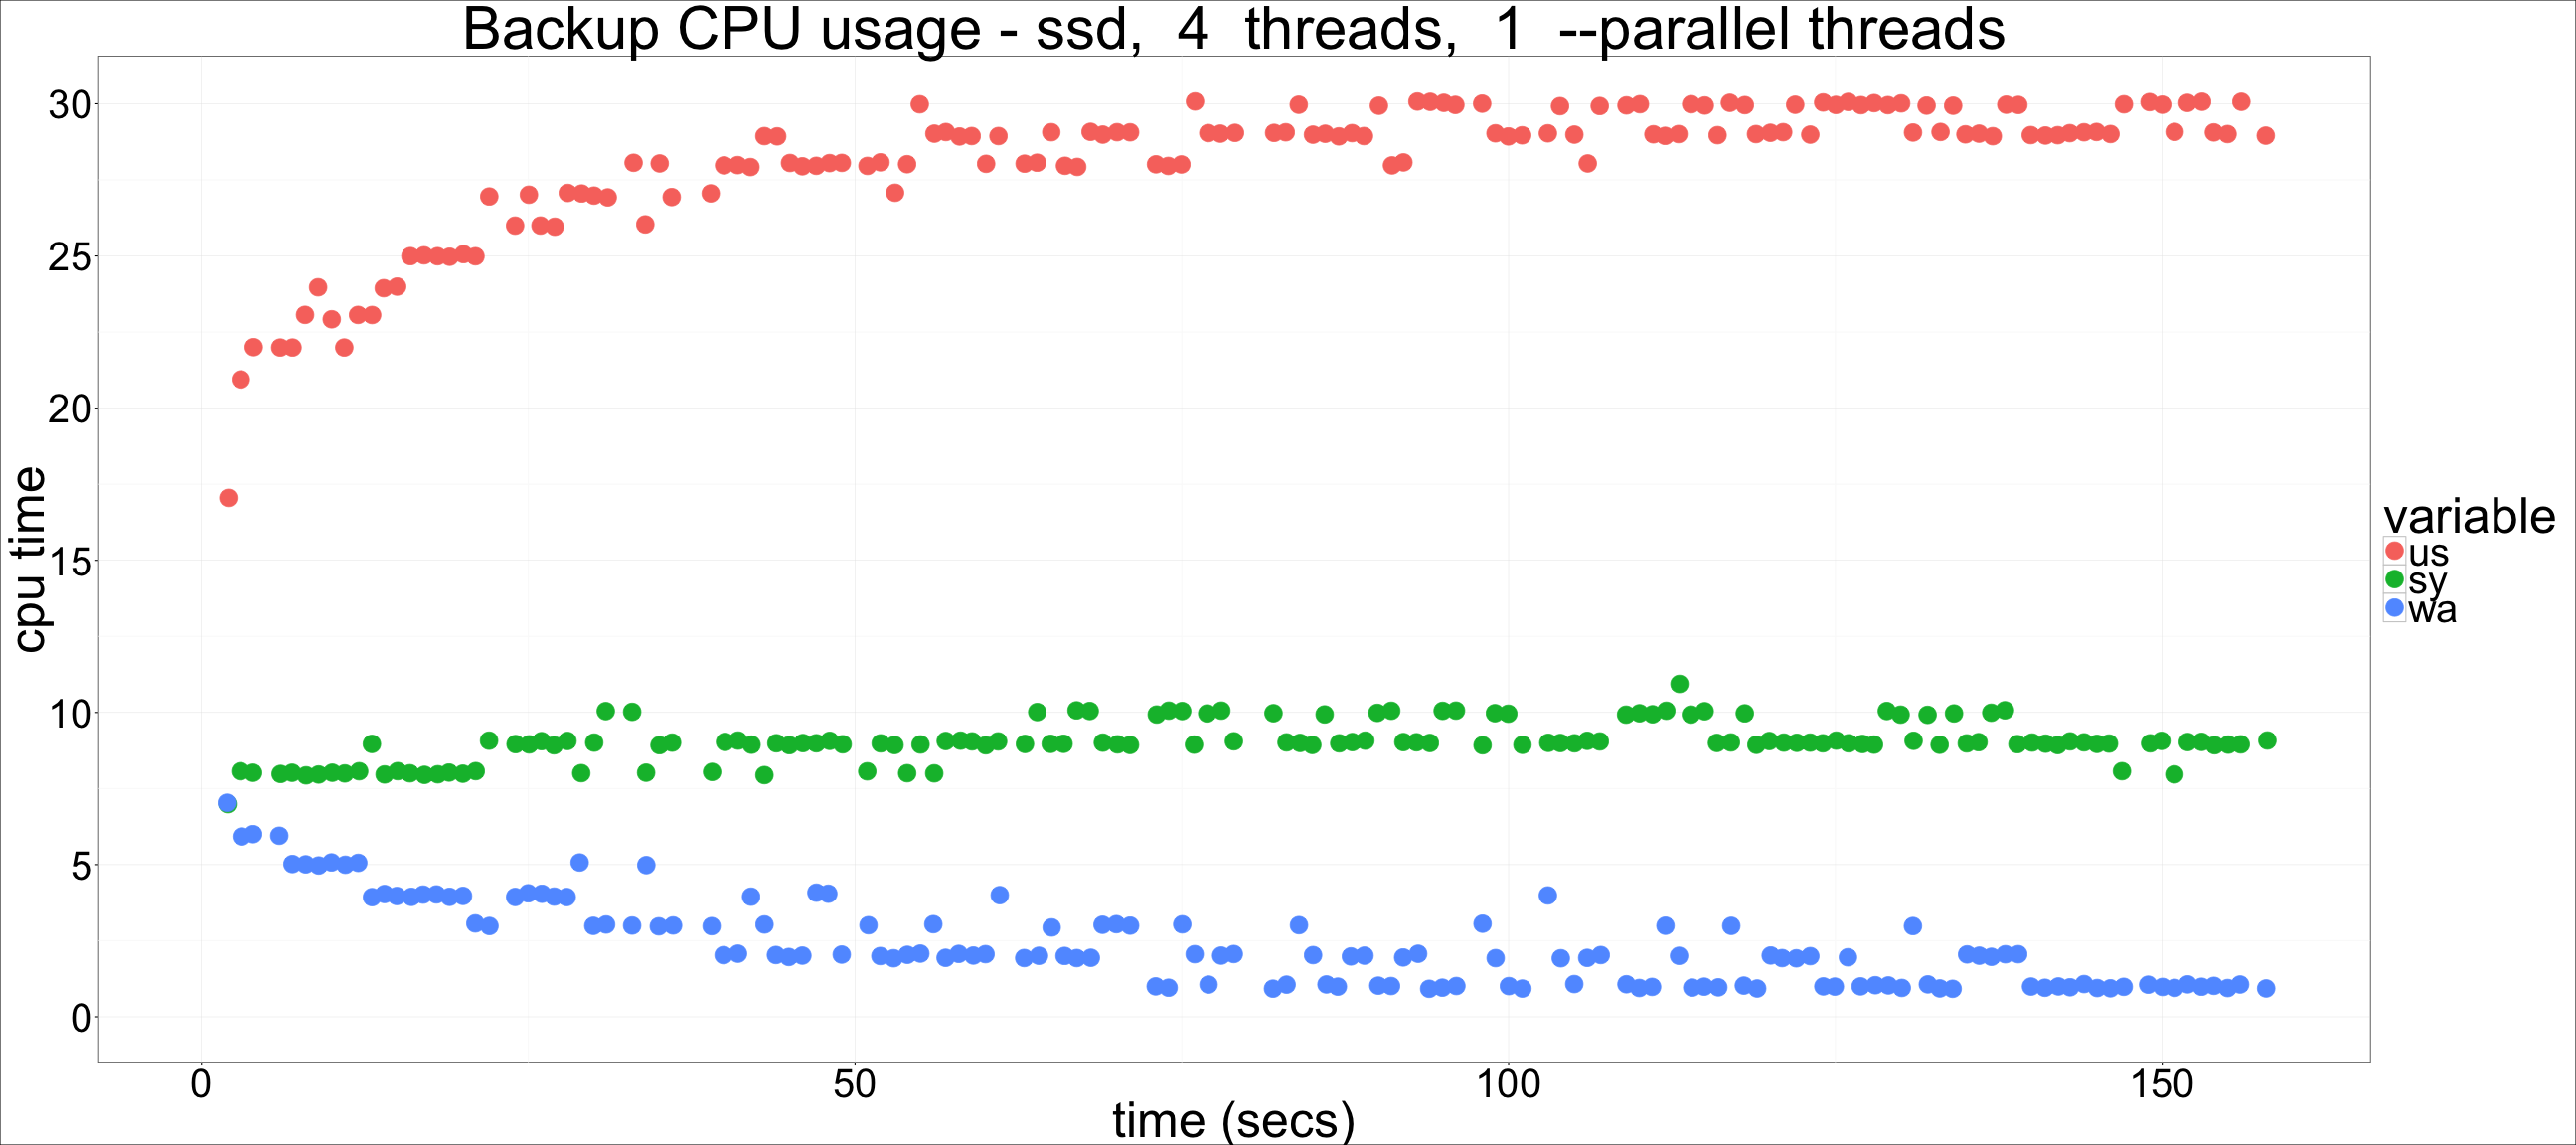 Backup CPU usage - ssd,  4  threads,  1  --parallel threads
30
25
20
15
10
5
0
cpu time
0 50 100 150
time (secs)
variable
us
sy
wa